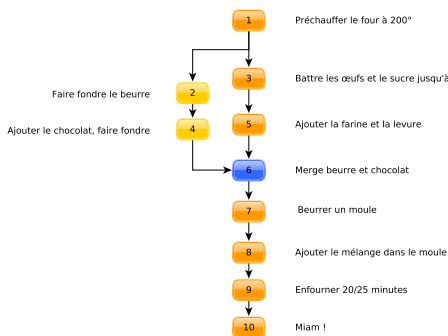 1 Préchauffer le four à 200°
Faire fondre le beurre 2
3 Battre les œufs et le sucre jusqu'à
Ajouter le chocolat, faire fondre 4
5 Ajouter la farine et la levure
6 Merge beurre et chocolat
7 Beurrer un moule
8 Ajouter le mélange dans le moule
9 Enfourner 20/25 minutes
10 Miam !